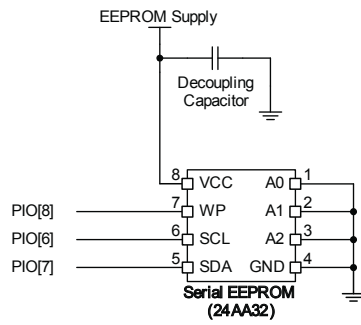 EEPROM Supply
Decoupling
Capacitor
8 VCC A0 1
PIO[8] 7 WP A1 2
PIO[6] 6 SCL A2 3
PIO[7] 5 SDA GND 4
Serial EEPROM
(24AA32)